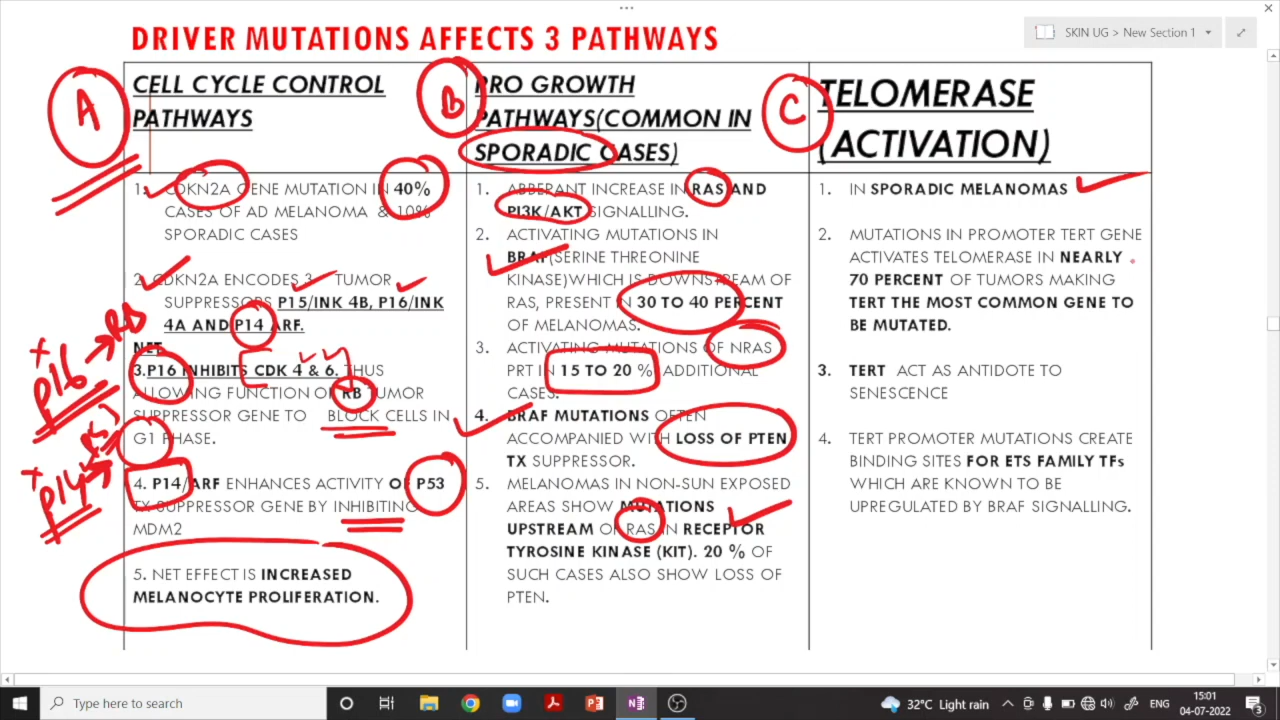 DRIVER MUTATIONS AFFECTS 3 PATHWAYS
SKIN UG > New Section 1
A
CELL CYCLE CONTROL
PATHWAYS
1. CDKN2A GENE MUTATION IN 40%
CASES OF AD MELANOMA & 10%
SPORADIC CASES
2. CDKN2A ENCODES 3 TUMOR
SUPPRESSORS P15/INK 4B, P16/INK
4A AND P14 ARF.
NET
3.P16 INHIBITS CDK 4 & 6. THUS
ALLOWING FUNCTION OF RB TUMOR
SUPPRESSOR GENE TO BLOCK CELLS IN
G1 PHASE.
4. P14/ARF ENHANCES ACTIVITY OF P53
TX SUPPRESSOR GENE BY INHIBITING
MDM2
5. NET EFFECT IS INCREASED
MELANOCYTE PROLIFERATION.
P16 → RB
P14 →
B
PRO GROWTH
PATHWAYS(COMMON IN
SPORADIC CASES)
1. ABBERANT INCREASE IN RAS AND
PI3K/AKT SIGNALLING.
2. ACTIVATING MUTATIONS IN
BRAF(SERINE THREONINE
KINASE)WHICH IS DOWNSTREAM OF
RAS, PRESENT IN 30 TO 40 PERCENT
OF MELANOMAS.
3. ACTIVATING MUTATIONS OF NRAS
PRT IN 15 TO 20 % ADDITIONAL
CASES.
4. BRAF MUTATIONS OFTEN
ACCOMPANIED WITH LOSS OF PTEN
TX SUPPRESSOR.
5. MELANOMAS IN NON-SUN EXPOSED
AREAS SHOW MUTATIONS
UPSTREAM OF RAS IN RECEPTOR
TYROSINE KINASE (KIT). 20 % OF
SUCH CASES ALSO SHOW LOSS OF
PTEN.
C
TELOMERASE
(ACTIVATION)
1. IN SPORADIC MELANOMAS
2. MUTATIONS IN PROMOTER TERT GENE
ACTIVATES TELOMERASE IN NEARLY
70 PERCENT OF TUMORS MAKING
TERT THE MOST COMMON GENE TO
BE MUTATED.
3. TERT ACT AS ANTIDOTE TO
SENESCENCE
4. TERT PROMOTER MUTATIONS CREATE
BINDING SITES FOR ETS FAMILY TFs
WHICH ARE KNOWN TO BE
UPREGULATED BY BRAF SIGNALLING.
Type here to search
32°C Light rain
ENG
15:01
04-07-2022
3